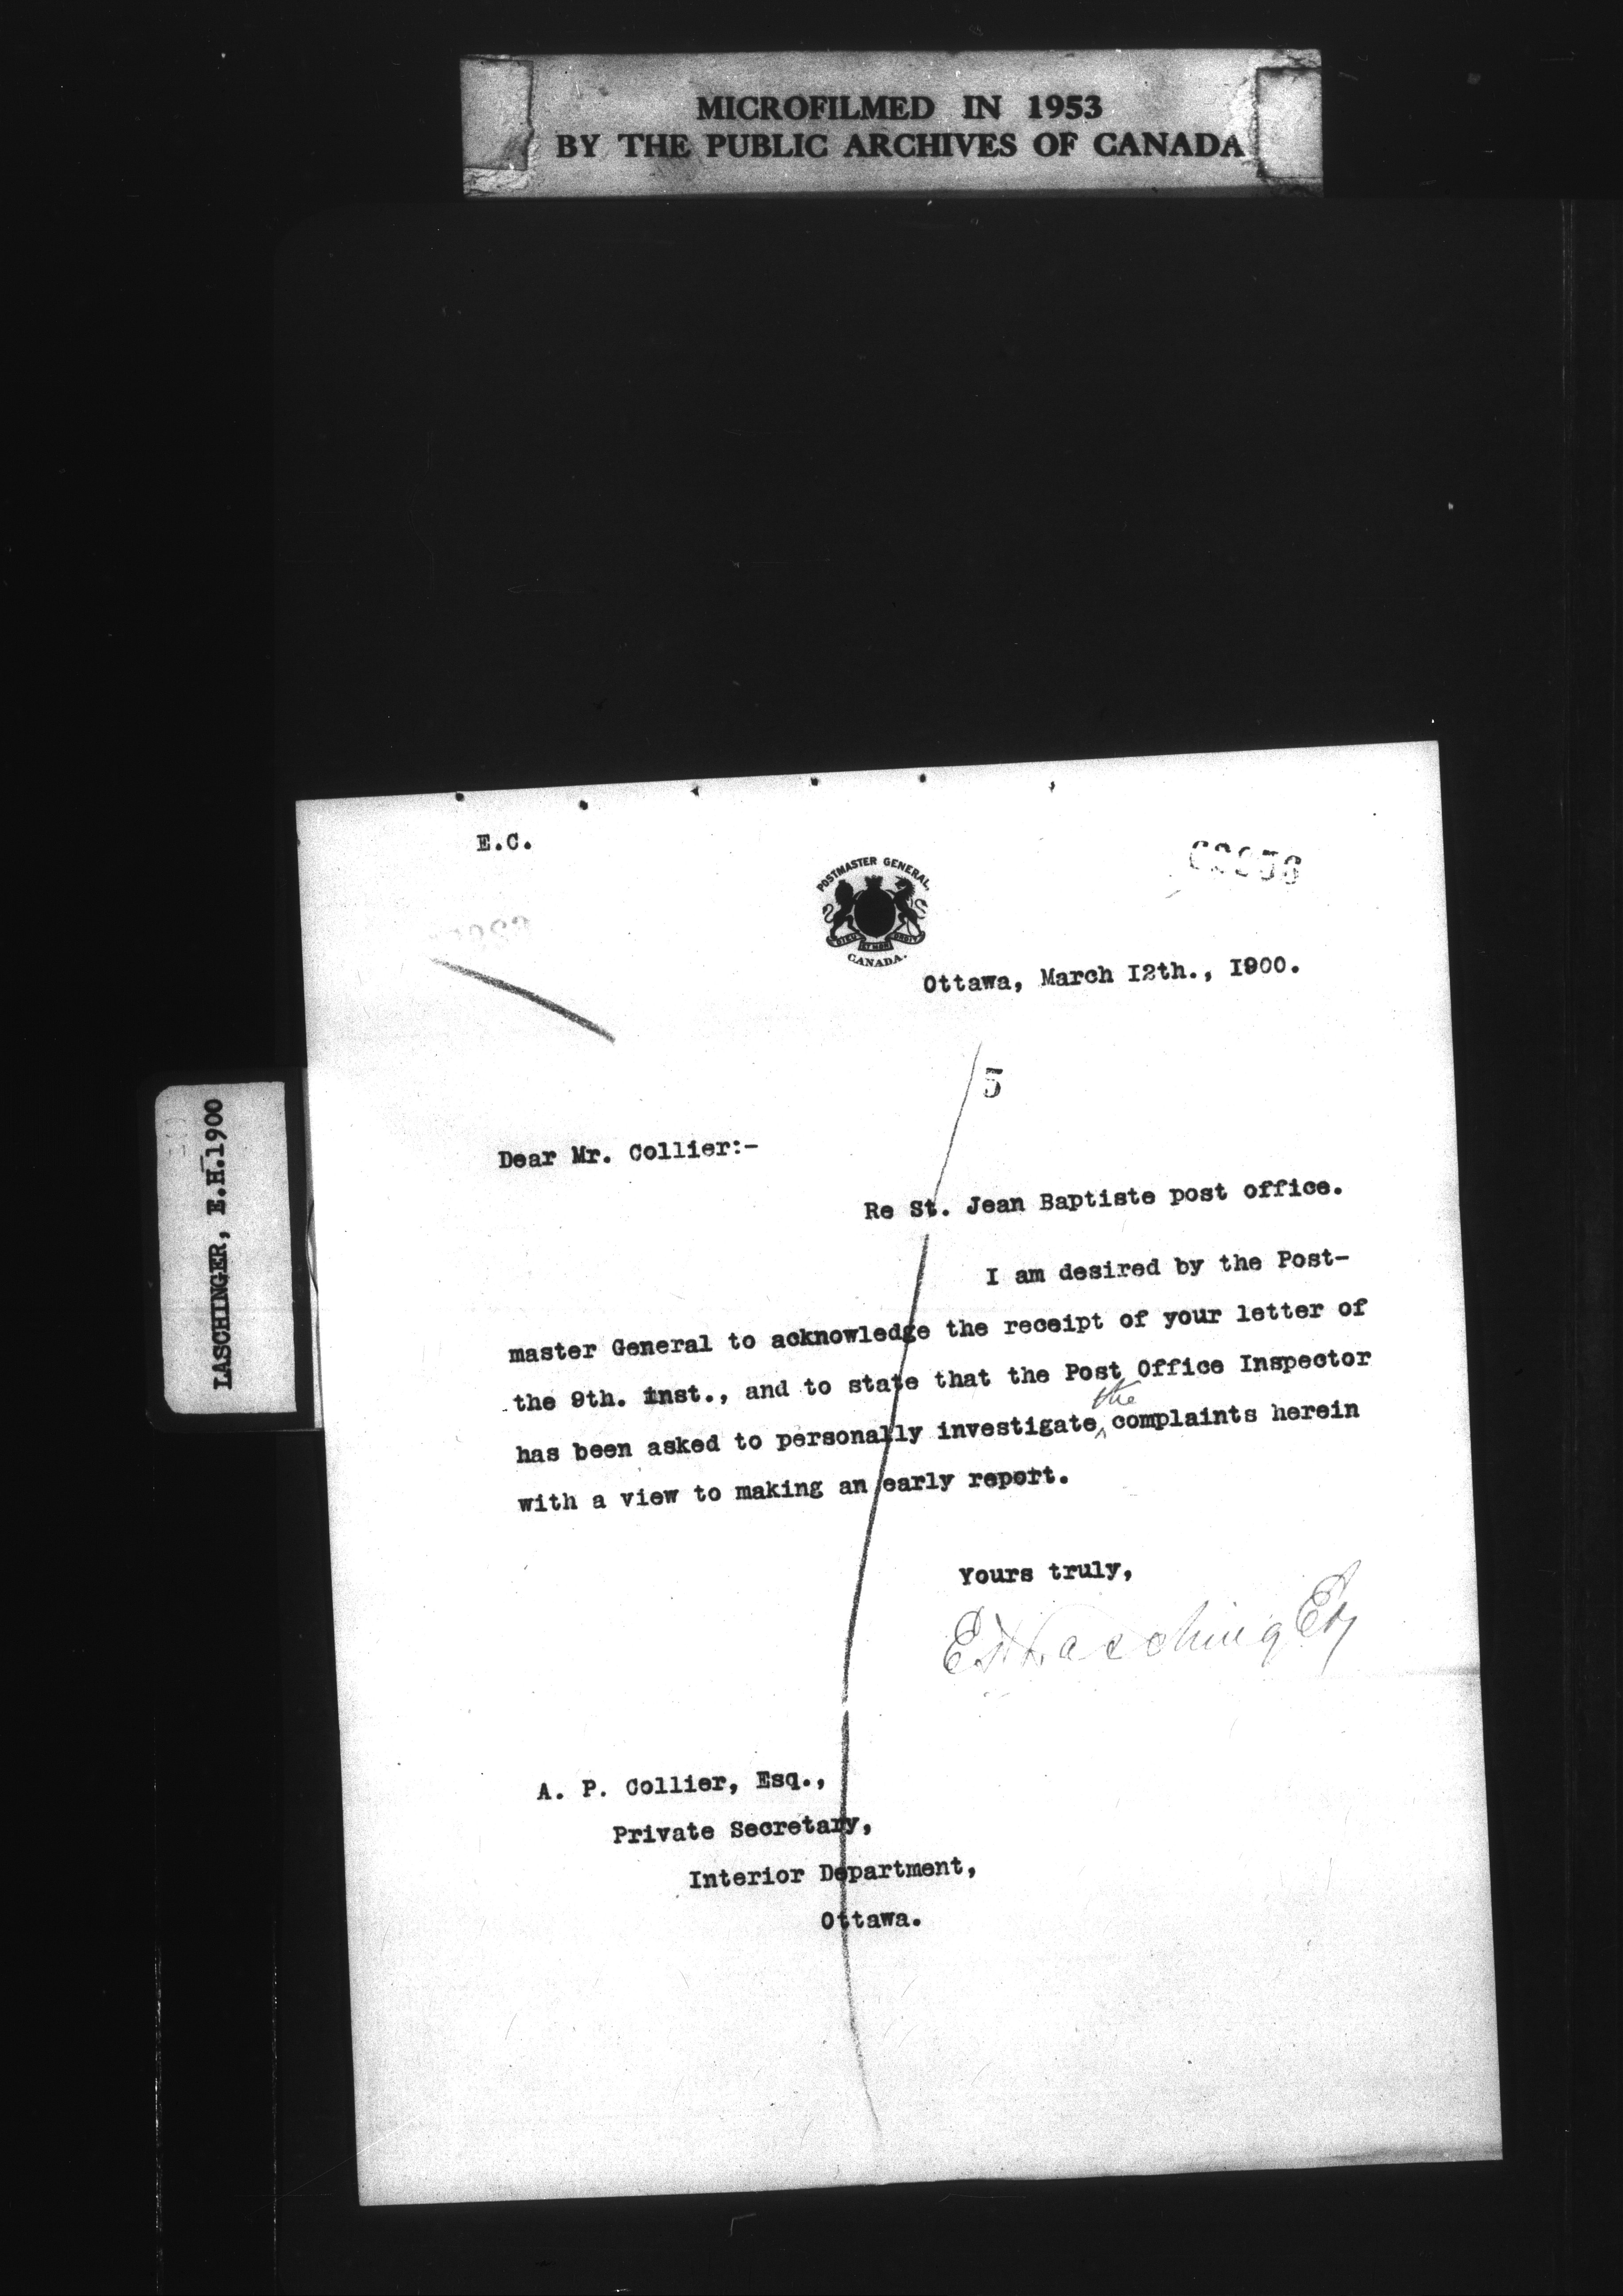 MICROFILMED IN 1953
BY THE PUBLIC ARCHIVES OF CANADA
LASCHINGER, E.H.1900
E.C.
POSTMASTER GENERAL,
CANADA.
Ottawa, March I2th., I900.
5
Dear Mr. Collier:-
Re St. Jean Baptiste post office.
I am desired by the Post-
master General to acknowledge the receipt of your letter of
the 9th. inst., and to state that the Post Office Inspector
has been asked to personally investigate the complaints herein
with a view to making an early report.
Yours truly,
E H Laschinger
A. P. Collier, Esq.,
Private Secretary,
Interior Department,
Ottawa.